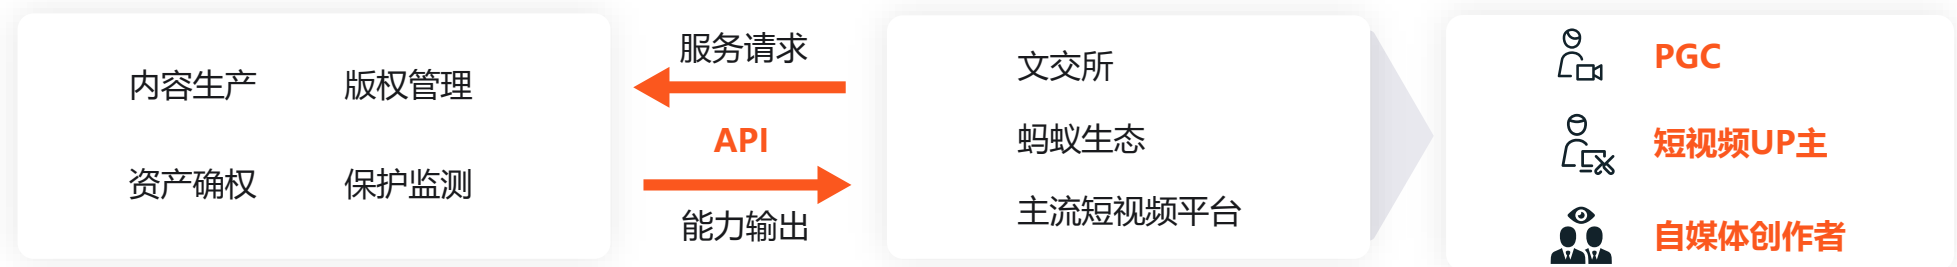 内容生产 版权管理
资产确权 保护监测
服务请求
API
能力输出
文交所
蚂蚁生态
主流短视频平台
PGC
短视频UP主
自媒体创作者